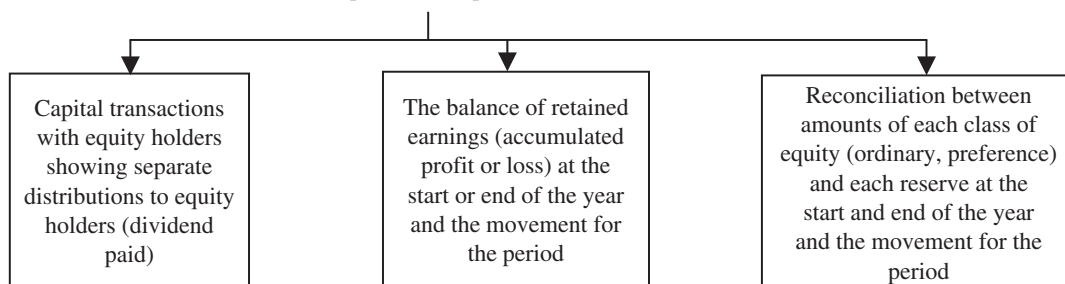 Capital transactions
with equity holders
showing separate
distributions to equity
holders (dividend
paid)
The balance of retained
earnings (accumulated
profit or loss) at the
start or end of the year
and the movement for
the period
Reconciliation between
amounts of each class of
equity (ordinary, preference)
and each reserve at the
start and end of the year
and the movement for the
period